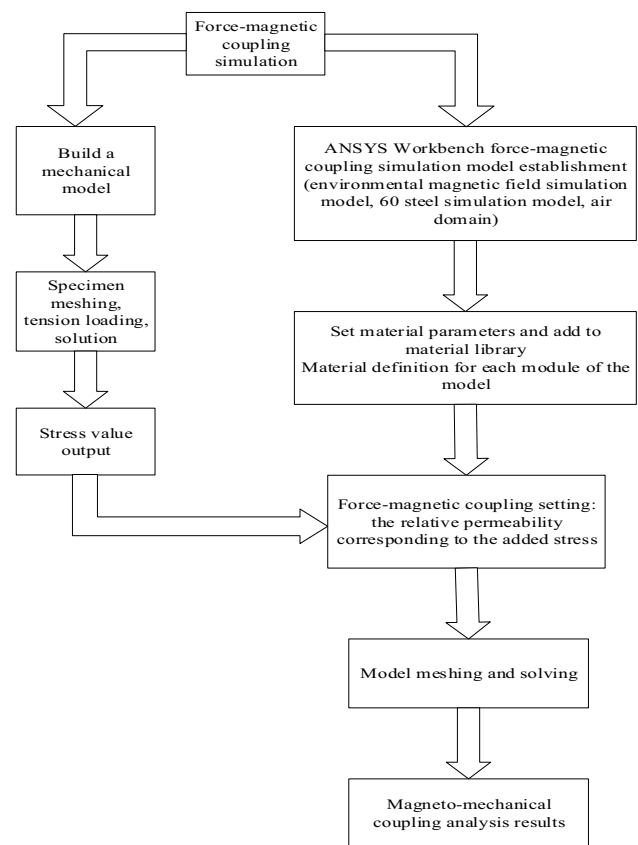 Force-magnetic
coupling
simulation
Build a
mechanical
model
ANSYS Workbench force-magnetic
coupling simulation model establishment
(environmental magnetic field simulation
model, 60 steel simulation model, air
domain)
Specimen
meshing,
tension loading,
solution
Set material parameters and add to
material library
Material definition for each module of the
model
Stress value
output
Force-magnetic coupling setting:
the relative permeability
corresponding to the added stress
Model meshing and solving
Magneto-mechanical
coupling analysis results